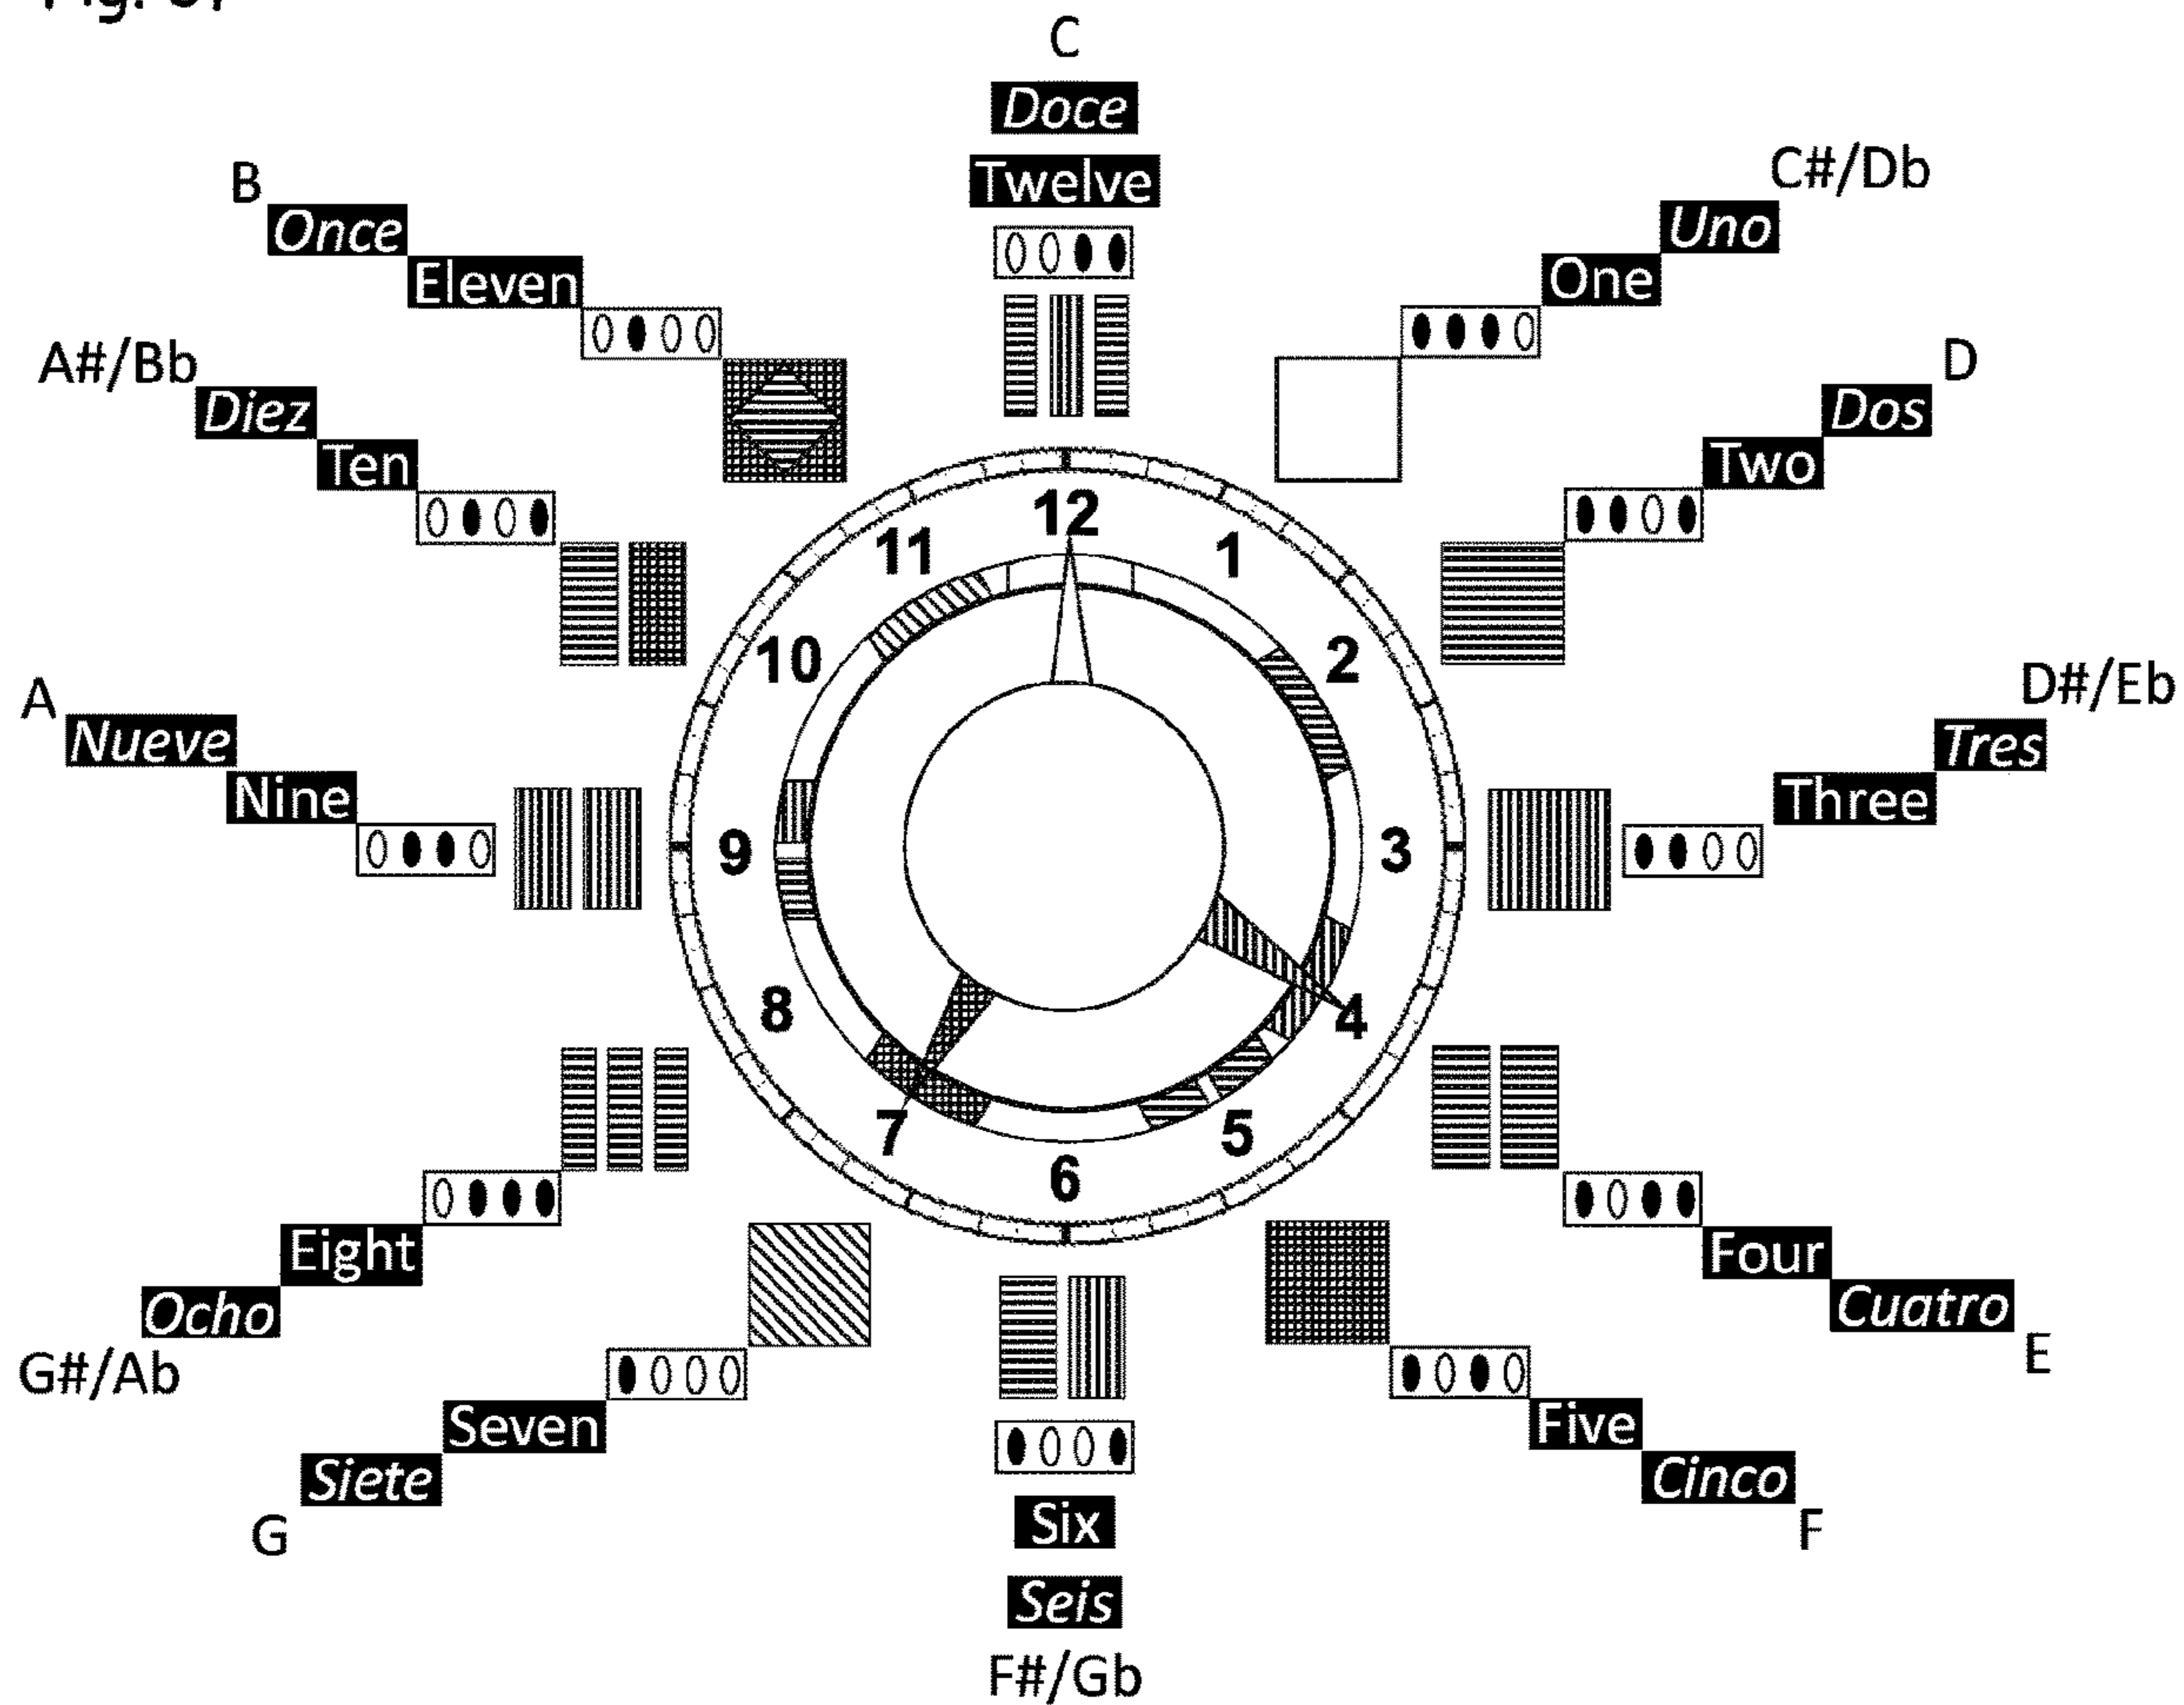 C
Doce
Twelve
C#/Db
Uno
One
D
Dos
Two
D#/Eb
Tres
Three
Four
Cuatro
E
Five
Cinco
F
Six
Seis
F#/Gb
Seven
Siete
G
Eight
Ocho
G#/Ab
A
Nueve
Nine
A#/Bb
Diez
Ten
B
Once
Eleven
12
1
2
3
4
5
6
7
8
9
10
11